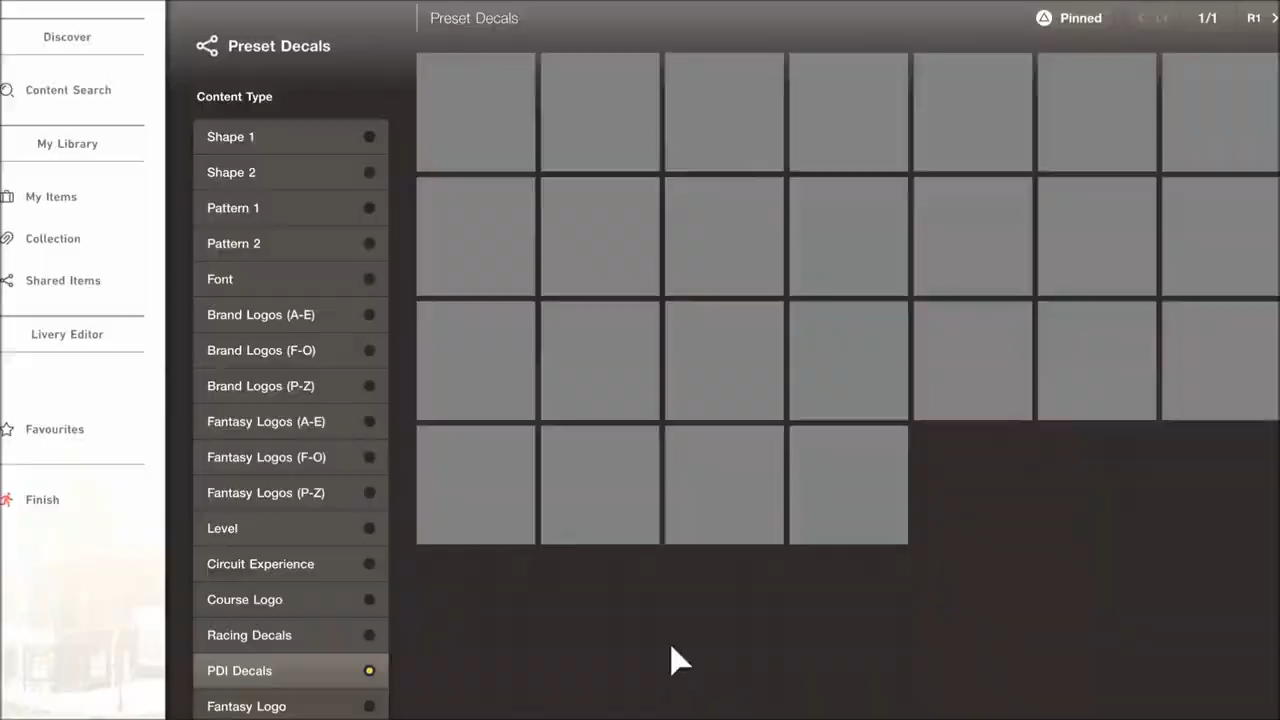 Discover
Content Search
My Library
My Items
Collection
Shared Items
Livery Editor
Favourites
Finish
Preset Decals
Content Type
Shape 1
Shape 2
Pattern 1
Pattern 2
Font
Brand Logos (A-E)
Brand Logos (F-O)
Brand Logos (P-Z)
Fantasy Logos (A-E)
Fantasy Logos (F-O)
Fantasy Logos (P-Z)
Level
Circuit Experience
Course Logo
Racing Decals
PDI Decals
Fantasy Logo
Preset Decals
Pinned
L1
1/1
R1